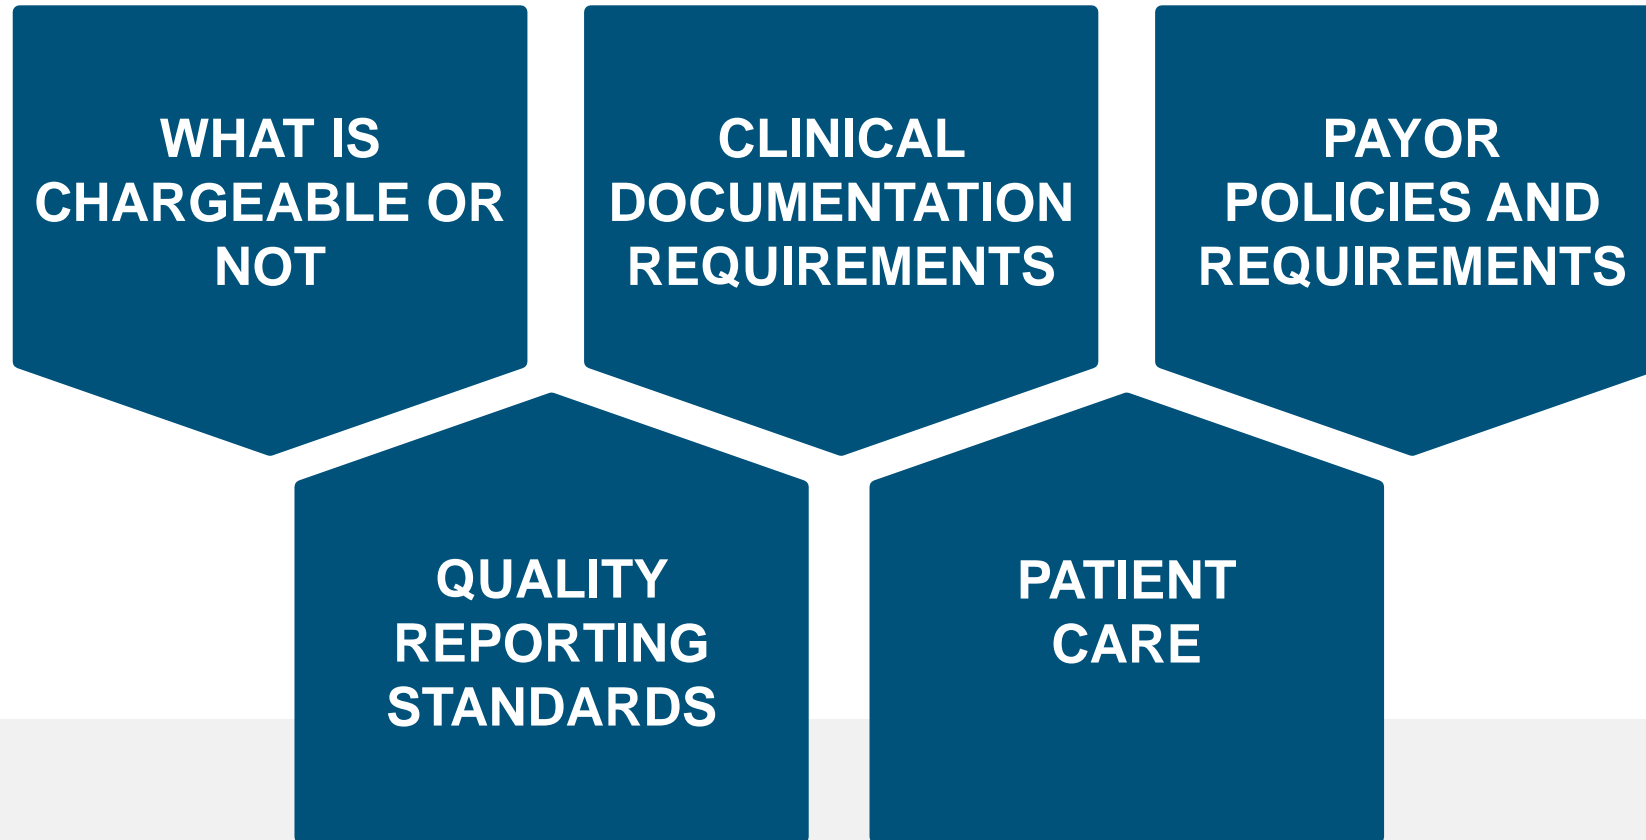 WHAT IS
CHARGEABLE OR
NOT
CLINICAL
DOCUMENTATION
REQUIREMENTS
PAYOR
POLICIES AND
REQUIREMENTS
QUALITY
REPORTING
STANDARDS
PATIENT
CARE